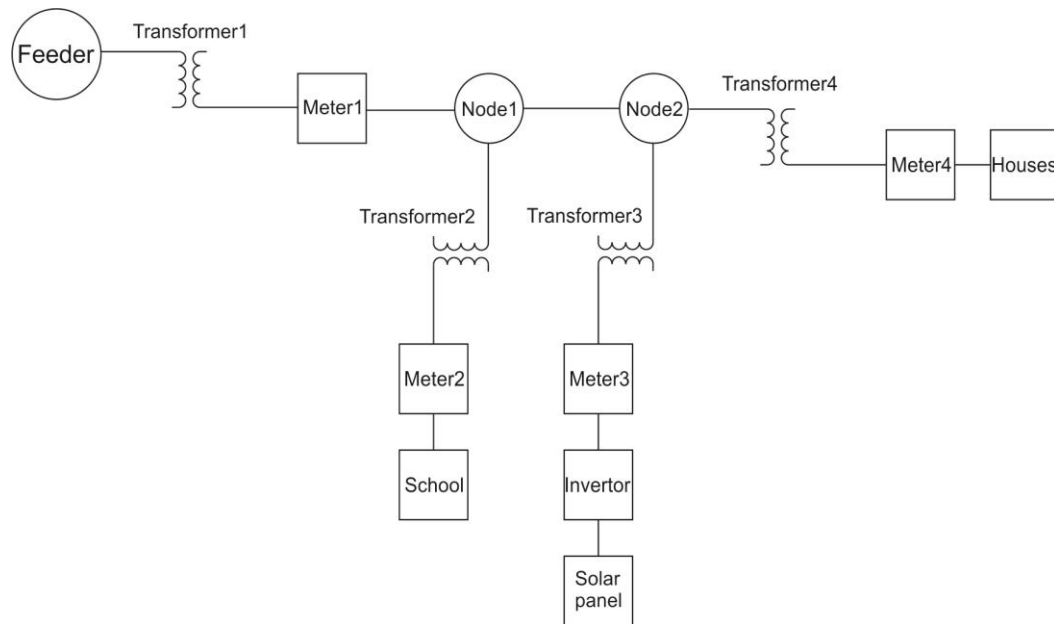 Feeder
Transformer1
Meter1
Node1
Node2
Transformer4
Meter4
Houses
Transformer2
Transformer3
Meter2
Meter3
School
Invertor
Solar
panel